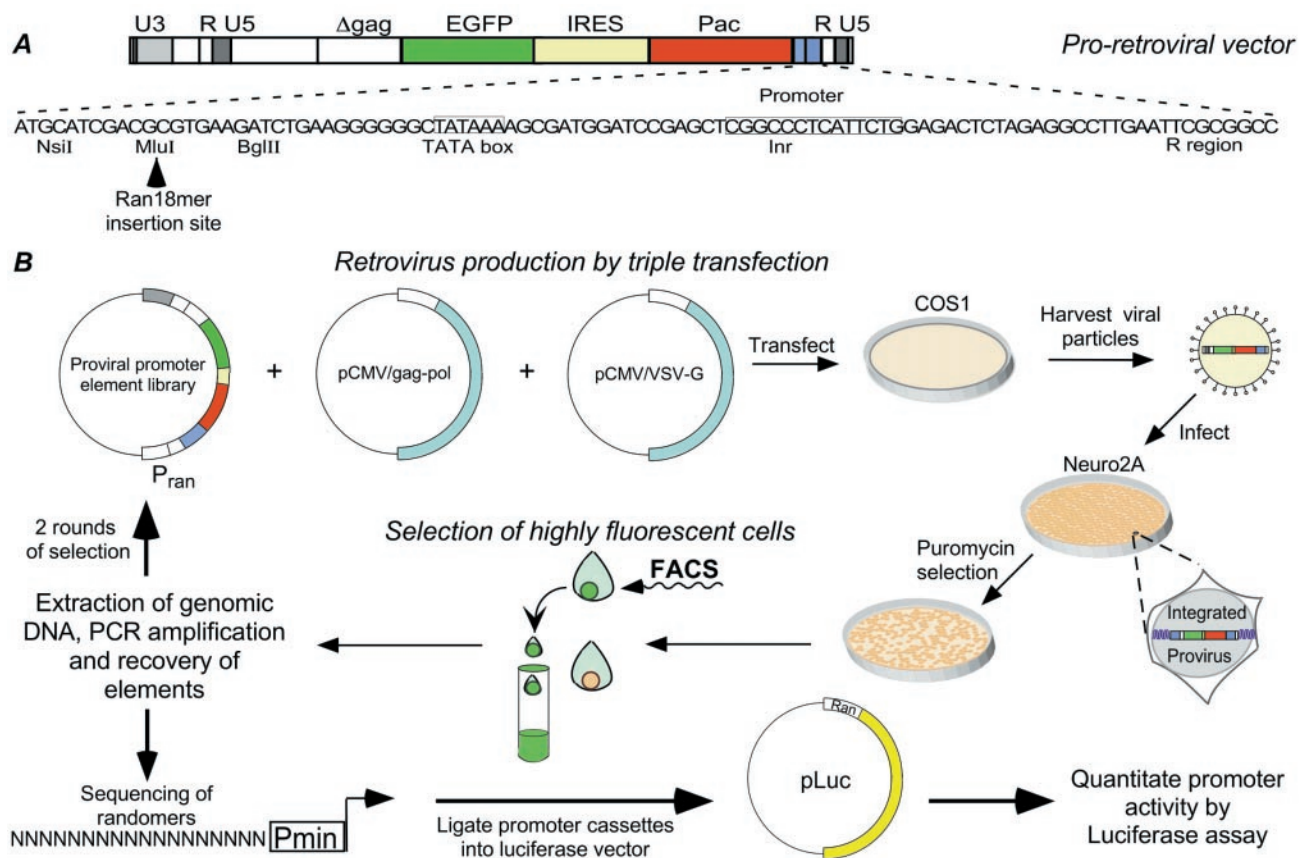 A
U3
R U5
Δgag
EGFP
IRES
Pac
R U5
Pro-retroviral vector
Promoter
ATGCATCGACGCGTGAAGATCTGAAGGGGGGGCTATAAAAGCGATGGATCCGAGCTCGGCCCTCATTCTGGAGACTCTAGAGGCCTTGAATTCGCGGCC
NsiI
MluI
BglII
TATA box
Inr
R region
Ran18mer
insertion site
B
Retrovirus production by triple transfection
Proviral promoter
element library
Pran
+
pCMV/gag-pol
+
pCMV/VSV-G
Transfect
COS1
Harvest viral
particles
Infect
Neuro2A
Integrated
Provirus
Puromycin
selection
Selection of highly fluorescent cells
FACS
2 rounds
of selection
Extraction of genomic
DNA, PCR amplification
and recovery of
elements
Sequencing of
randomers
NNNNNNNNNNNNNNNNNN
Pmin
Ligate promoter cassettes
into luciferase vector
Ran
pLuc
Quantitate promoter
activity by
Luciferase assay